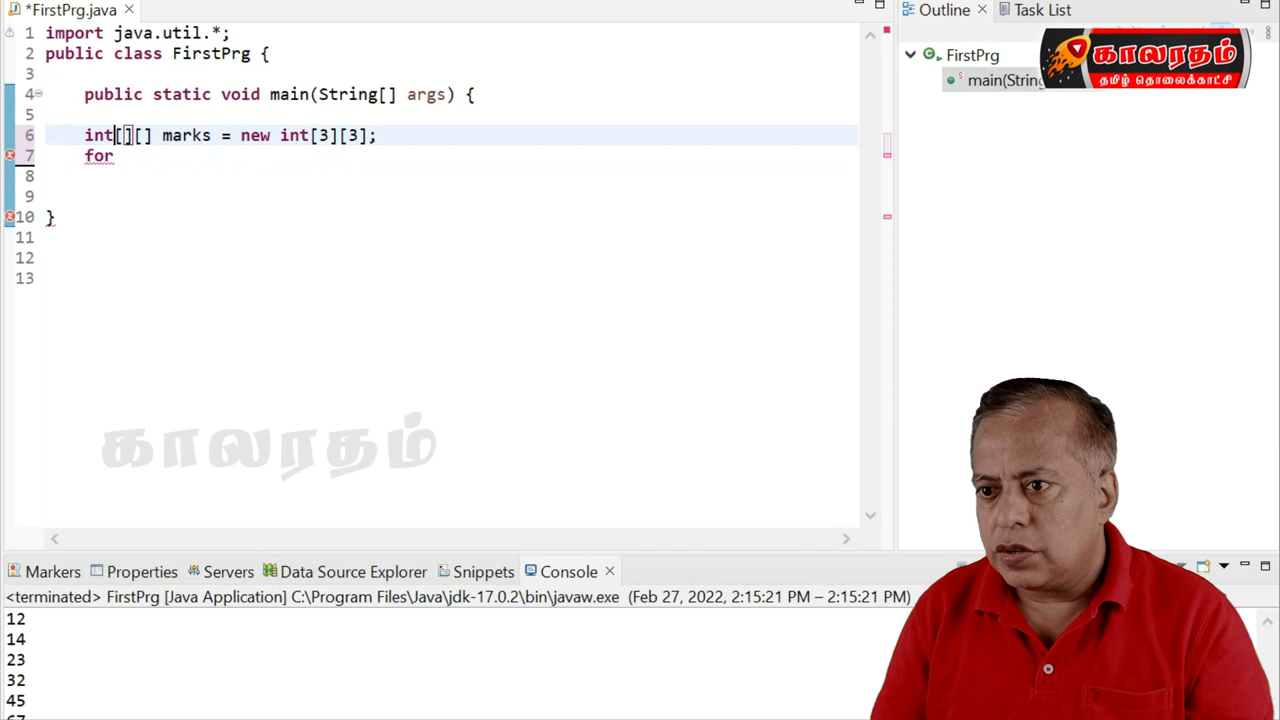 *FirstPrg.java
Outline
Task List
1 import java.util.*;
2 public class FirstPrg {
3
4 public static void main(String[] args) {
5
6 int[][] marks = new int[3][3];
7 for
8
9
10 }
11
12
13
FirstPrg
main(String
காலரதம்
தமிழ் தொலைக்காட்சி
காலரதம்
Markers Properties Servers Data Source Explorer Snippets Console
<terminated> FirstPrg [Java Application] C:\Program Files\Java\jdk-17.0.2\bin\javaw.exe (Feb 27, 2022, 2:15:21 PM – 2:15:21 PM)
12
14
23
32
45